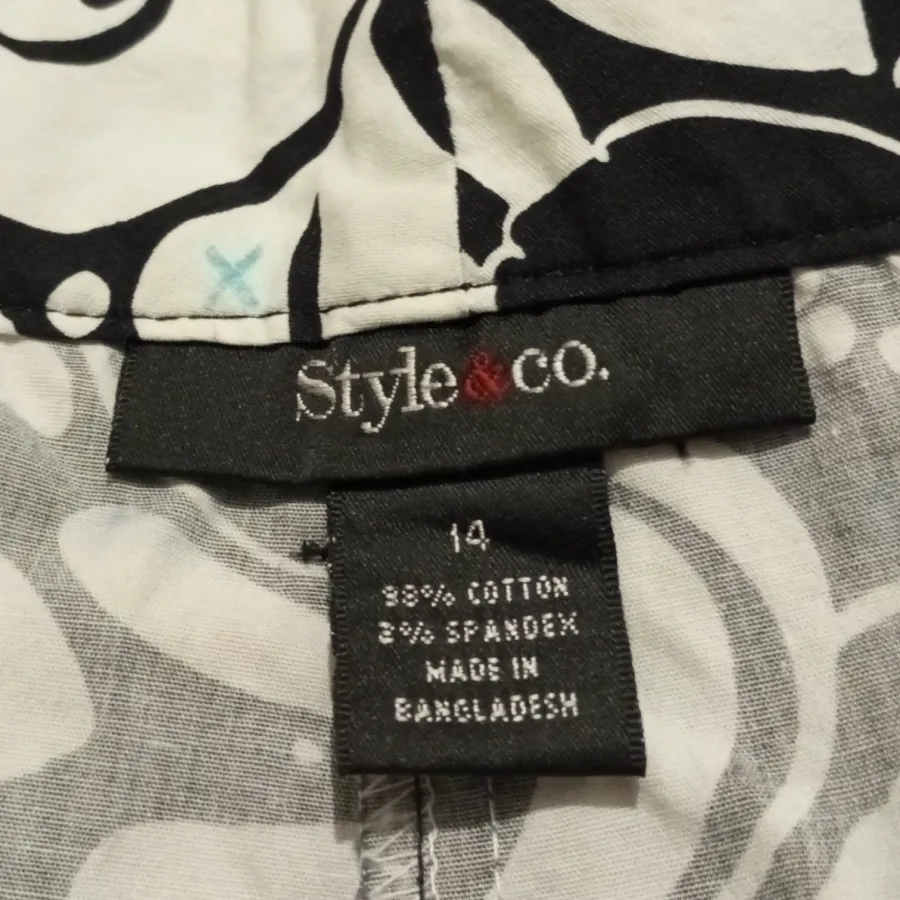 Style&co.
14
98% COTTON
2% SPANDEX
MADE IN
BANGLADESH